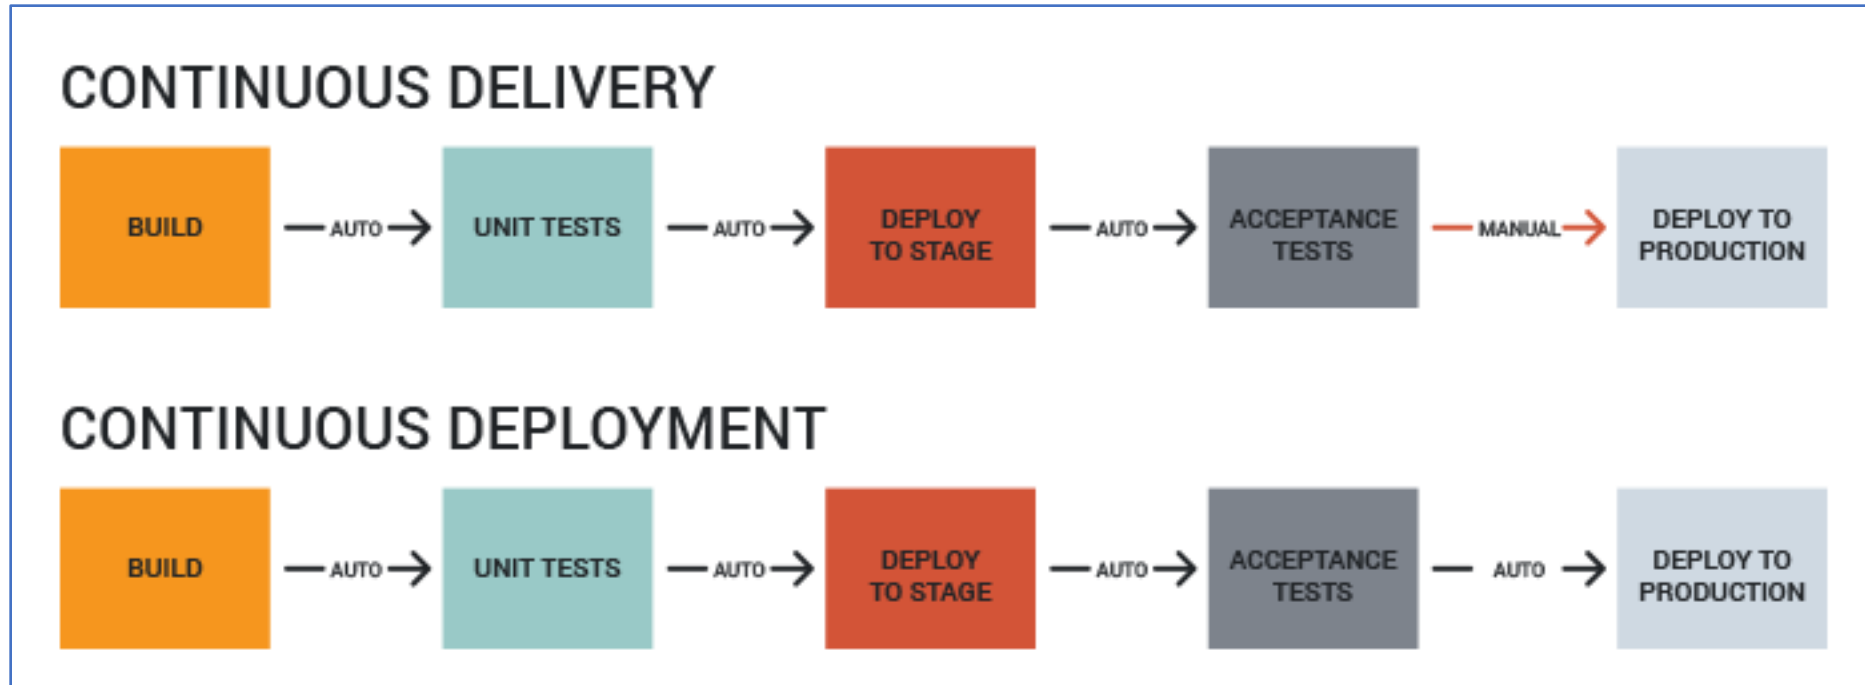 CONTINUOUS DELIVERY
BUILD
AUTO
UNIT TESTS
AUTO
DEPLOY
TO STAGE
AUTO
ACCEPTANCE
TESTS
MANUAL
DEPLOY TO
PRODUCTION
CONTINUOUS DEPLOYMENT
BUILD
AUTO
UNIT TESTS
AUTO
DEPLOY
TO STAGE
AUTO
ACCEPTANCE
TESTS
AUTO
DEPLOY TO
PRODUCTION